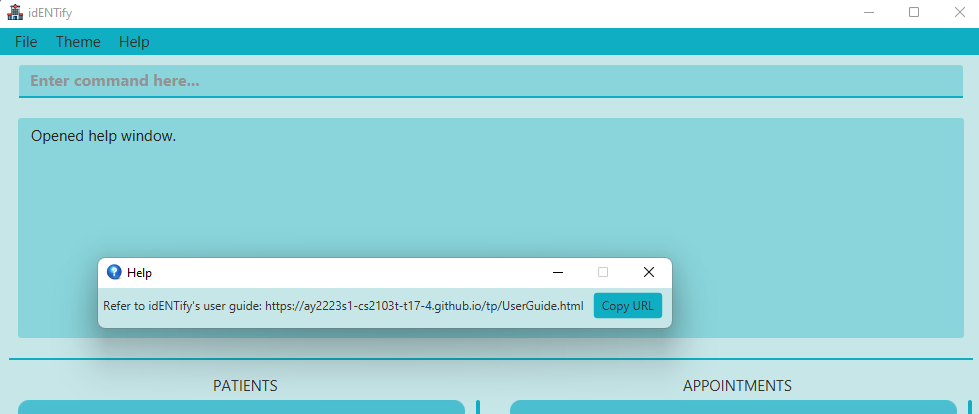 idENTify
File Theme Help
Enter command here...
Opened help window.
Help
Refer to idENTify's user guide: https://ay2223s1-cs2103t-t17-4.github.io/tp/UserGuide.html Copy URL
PATIENTS APPOINTMENTS